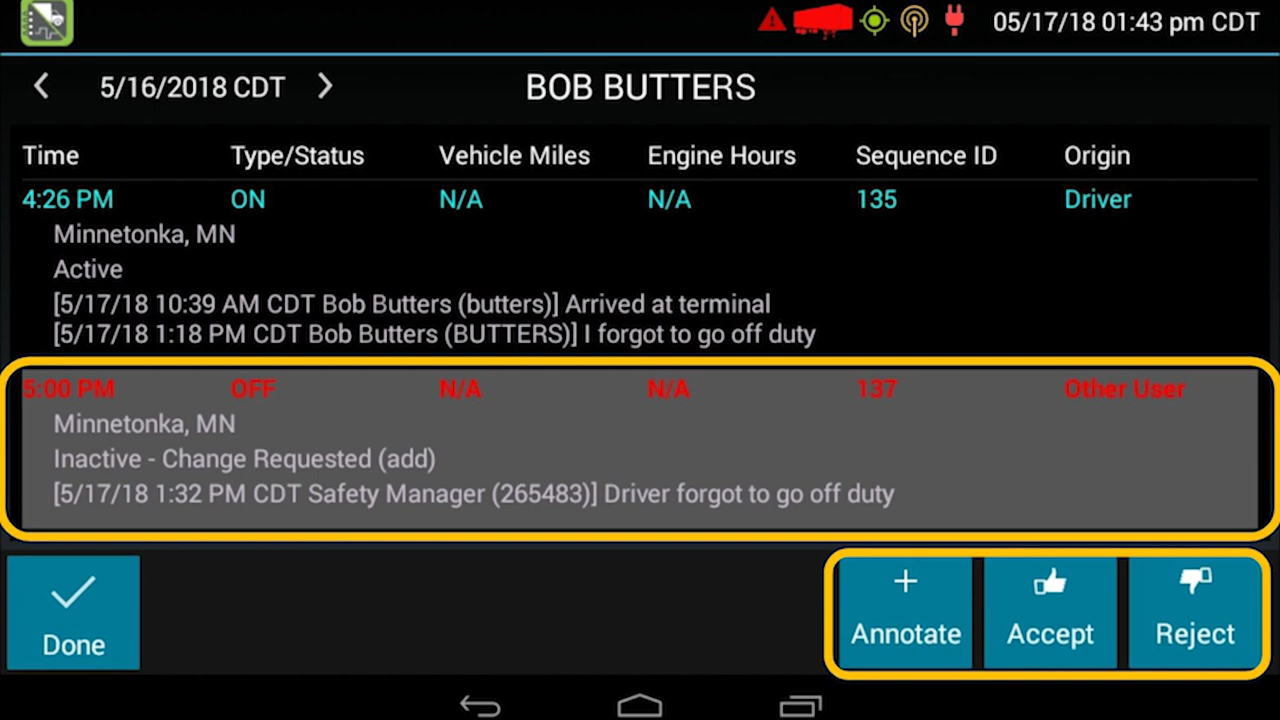 05/17/18 01:43 pm CDT
5/16/2018 CDT
BOB BUTTERS
Time Type/Status Vehicle Miles Engine Hours Sequence ID Origin
4:26 PM ON N/A N/A 135 Driver
Minnetonka, MN
Active
[5/17/18 10:39 AM CDT Bob Butters (butters)] Arrived at terminal
[5/17/18 1:18 PM CDT Bob Butters (BUTTERS)] I forgot to go off duty
5:00 PM OFF N/A N/A 137 Other User
Minnetonka, MN
Inactive - Change Requested (add)
[5/17/18 1:32 PM CDT Safety Manager (265483)] Driver forgot to go off duty
Done
Annotate
Accept
Reject